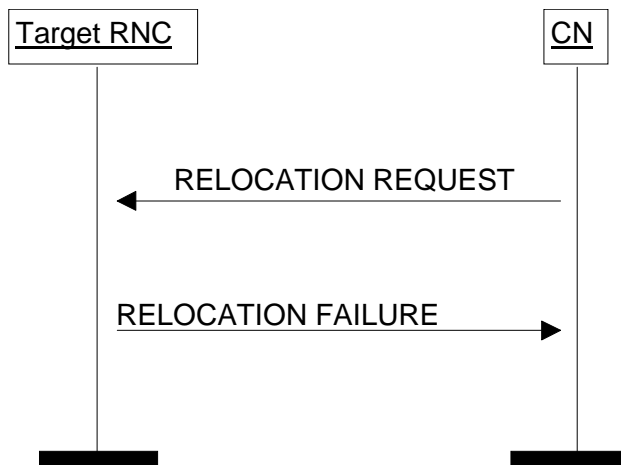 Target RNC
CN
RELOCATION REQUEST
RELOCATION FAILURE